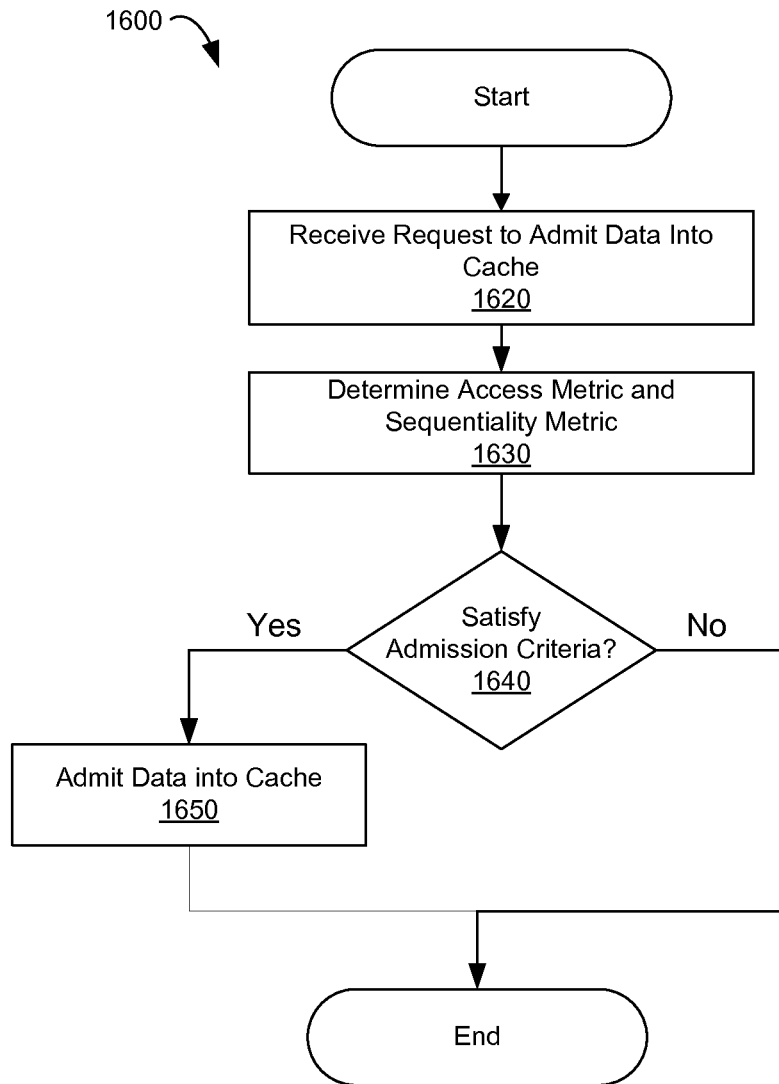 1600
Start
Receive Request to Admit Data Into
Cache
1620
Determine Access Metric and
Sequentiality Metric
1630
Satisfy
Admission Criteria?
1640
Yes
No
Admit Data into Cache
1650
End